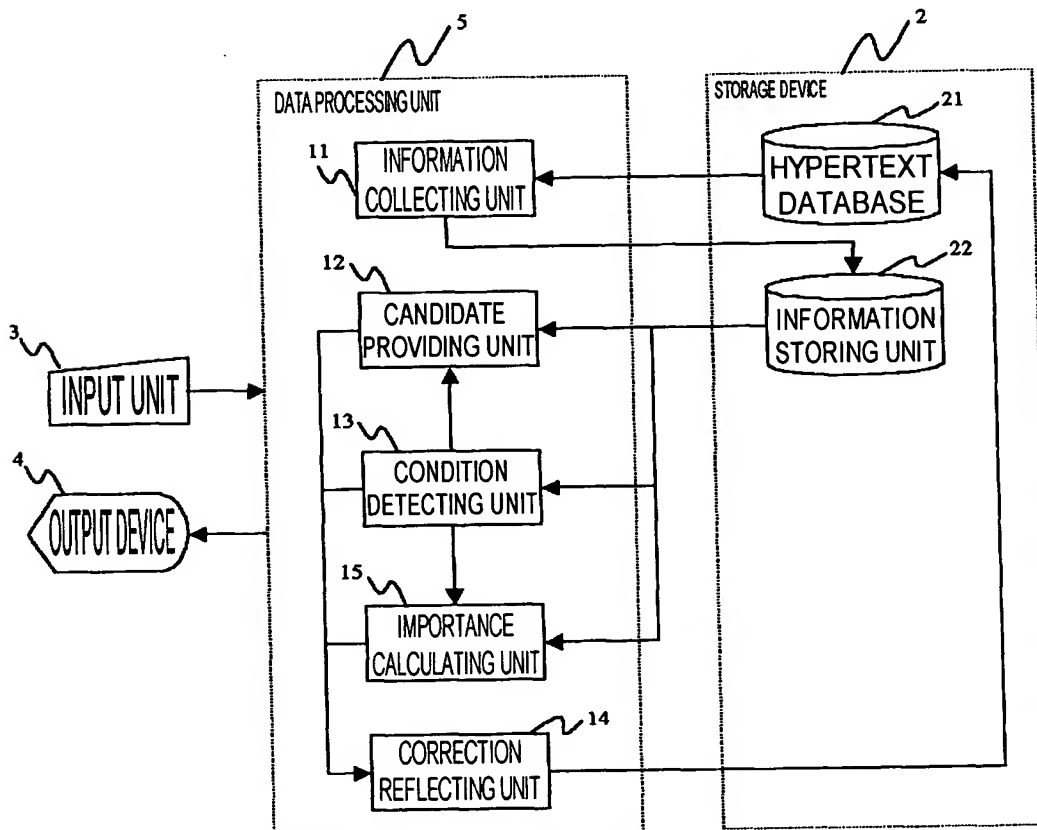 5
2
DATA PROCESSING UNIT
STORAGE DEVICE
21
11
INFORMATION
COLLECTING UNIT
HYPERTEXT
DATABASE
12
22
CANDIDATE
PROVIDING UNIT
INFORMATION
STORING UNIT
3
INPUT UNIT
13
CONDITION
DETECTING UNIT
4
OUTPUT DEVICE
15
IMPORTANCE
CALCULATING UNIT
14
CORRECTION
REFLECTING UNIT